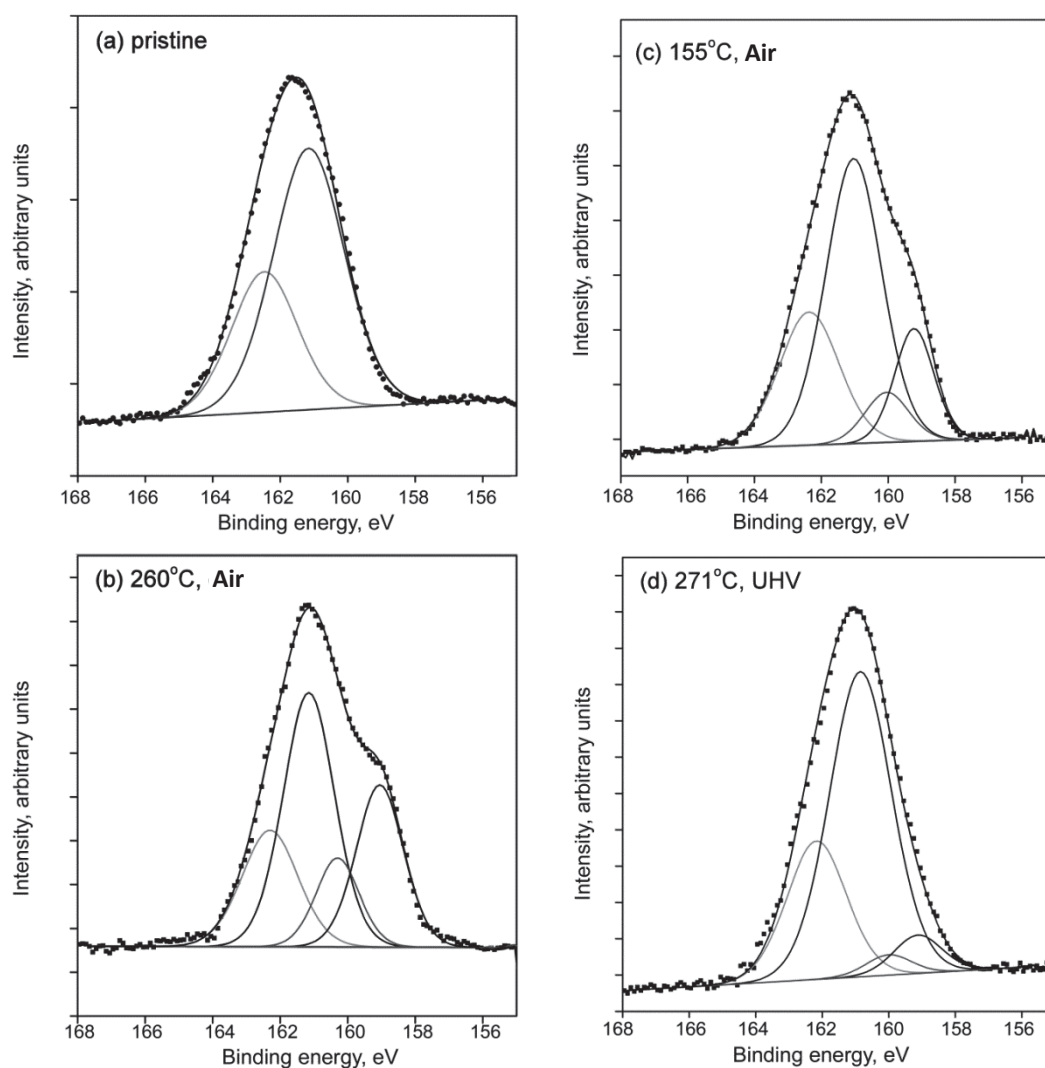 (a) pristine
Intensity, arbitrary units
168 166 164 162 160 158 156
Binding energy, eV
(c) 155°C, Air
Intensity, arbitrary units
168 166 164 162 160 158 156
Binding energy, eV
(b) 260°C, Air
Intensity, arbitrary units
168 166 164 162 160 158 156
Binding energy, eV
(d) 271°C, UHV
Intensity, arbitrary units
168 166 164 162 160 158 156
Binding energy, eV